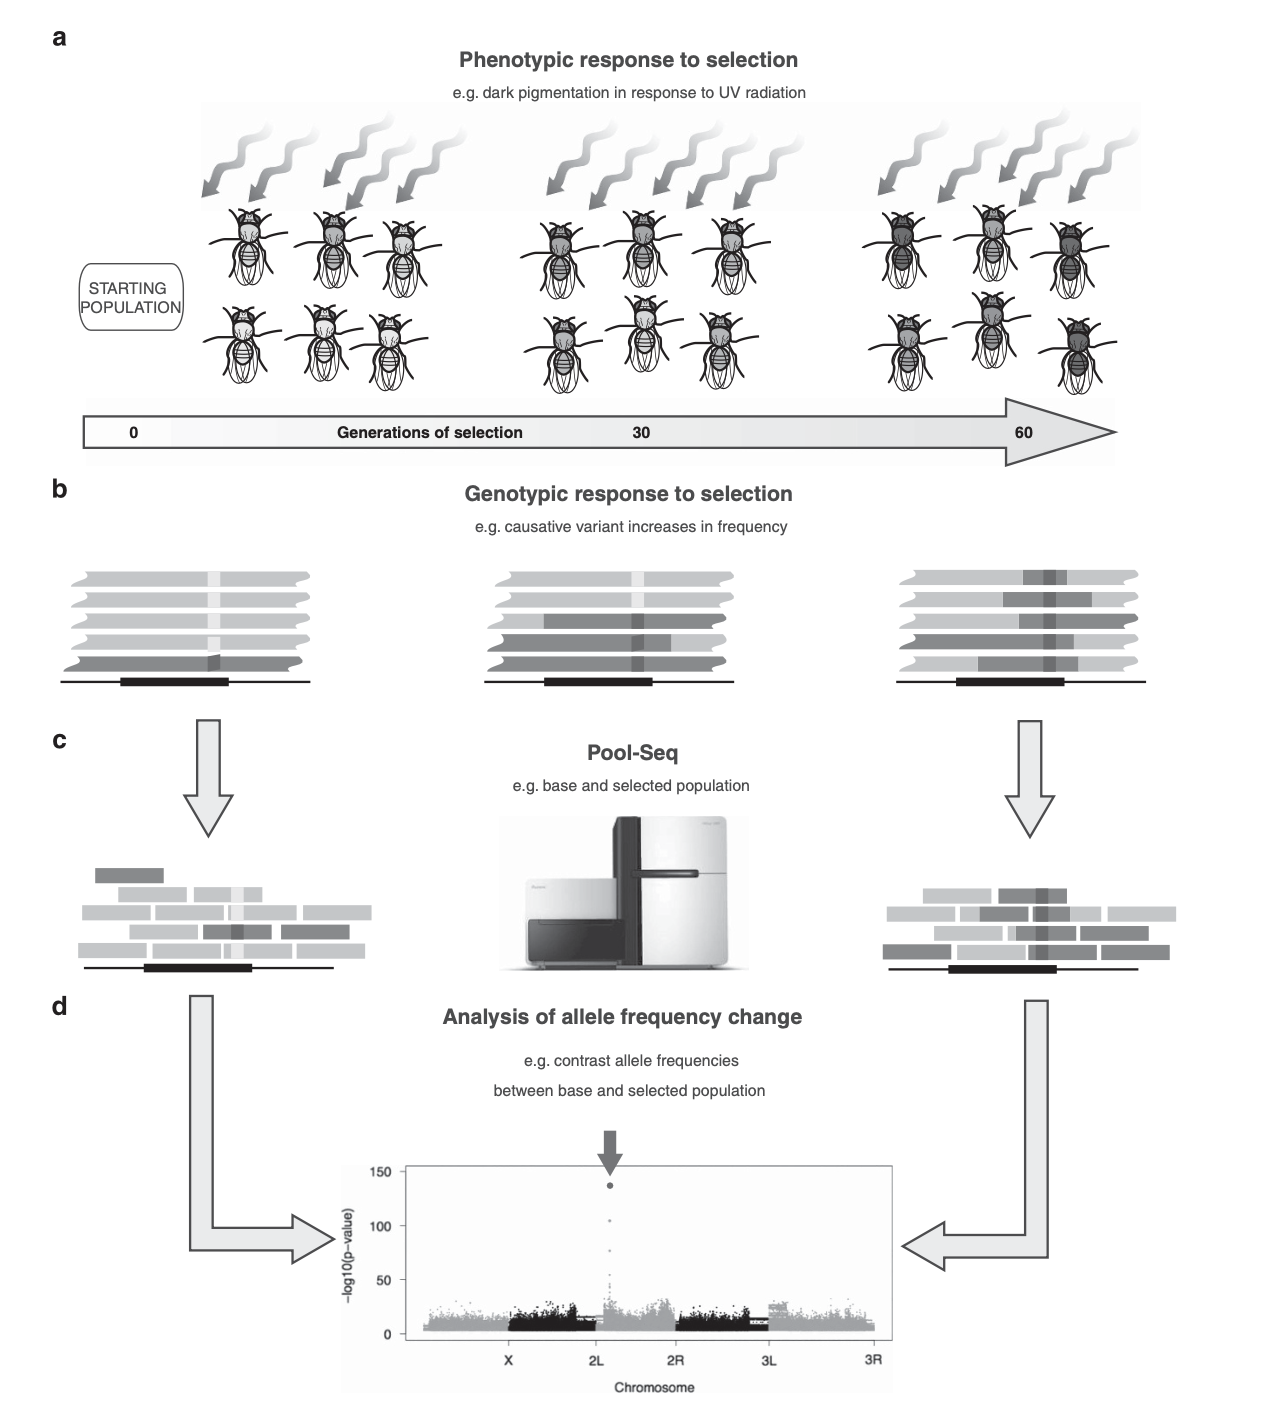 a
Phenotypic response to selection
e.g. dark pigmentation in response to UV radiation
STARTING
POPULATION
0
Generations of selection
30
60
b
Genotypic response to selection
e.g. causative variant increases in frequency
c
Pool-Seq
e.g. base and selected population
d
Analysis of allele frequency change
e.g. contrast allele frequencies
between base and selected population
150
100
50
0
−log10(p−value)
X
2L
2R
3L
3R
Chromosome